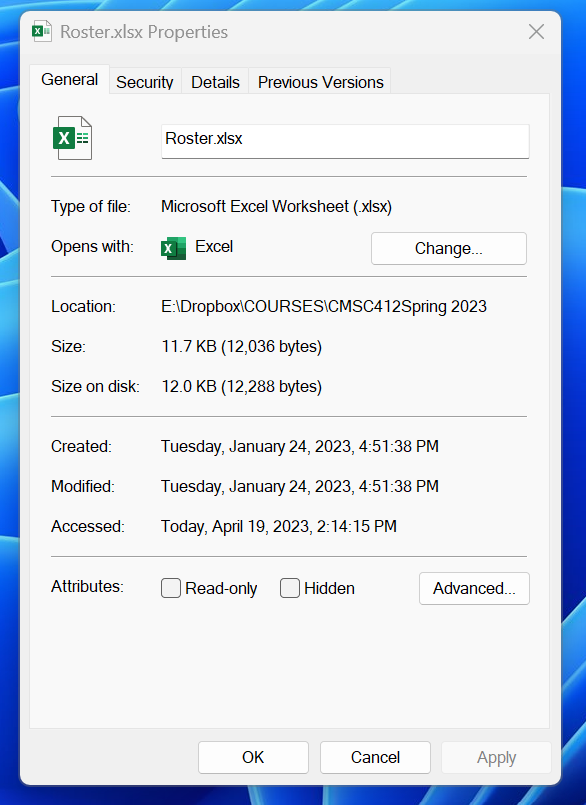 Roster.xlsx Properties
General Security Details Previous Versions
Roster.xlsx
Type of file: Microsoft Excel Worksheet (.xlsx)
Opens with: Excel Change...
Location: E:\Dropbox\COURSES\CMSC412Spring 2023
Size: 11.7 KB (12,036 bytes)
Size on disk: 12.0 KB (12,288 bytes)
Created: Tuesday, January 24, 2023, 4:51:38 PM
Modified: Tuesday, January 24, 2023, 4:51:38 PM
Accessed: Today, April 19, 2023, 2:14:15 PM
Attributes: Read-only Hidden Advanced...
OK Cancel Apply